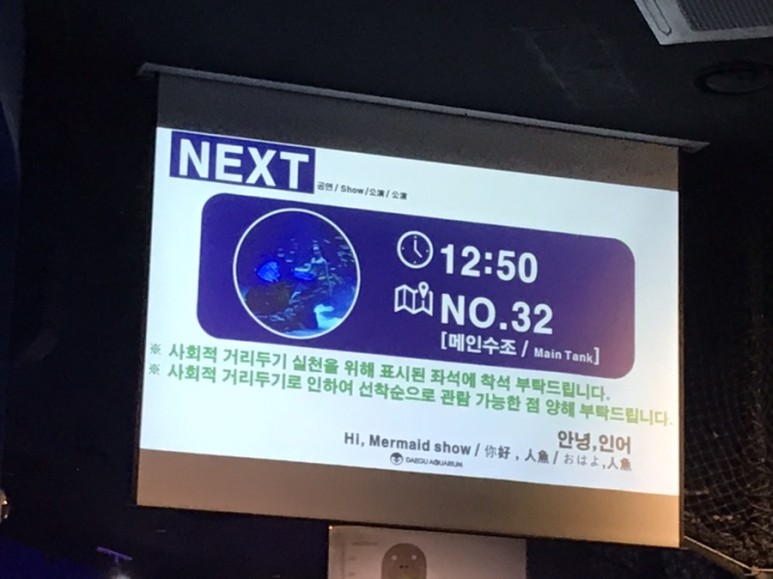 NEXT
공연 / Show / 公演 / 公演
12:50
NO.32
[메인수조 / Main Tank]
※ 사회적 거리두기 실천을 위해 표시된 좌석에 착석 부탁드립니다.
※ 사회적 거리두기로 인하여 선착순으로 관람 가능한 점 양해 부탁드립니다.
안녕,인어
Hi, Mermaid show / 你好 , 人魚 / おはよ,人魚
DAEGU AQUARIUM